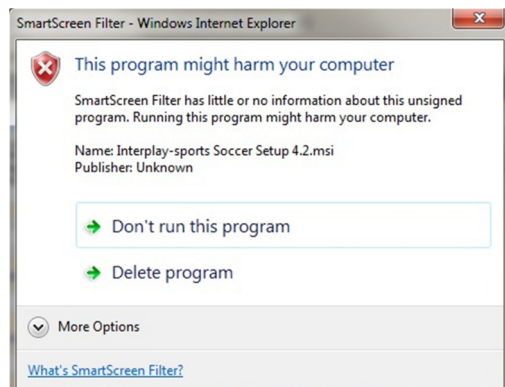 SmartScreen Filter - Windows Internet Explorer
This program might harm your computer
SmartScreen Filter has little or no information about this unsigned
program. Running this program might harm your computer.
Name: Interplay-sports Soccer Setup 4.2.msi
Publisher: Unknown
Don't run this program
Delete program
More Options
What's SmartScreen Filter?